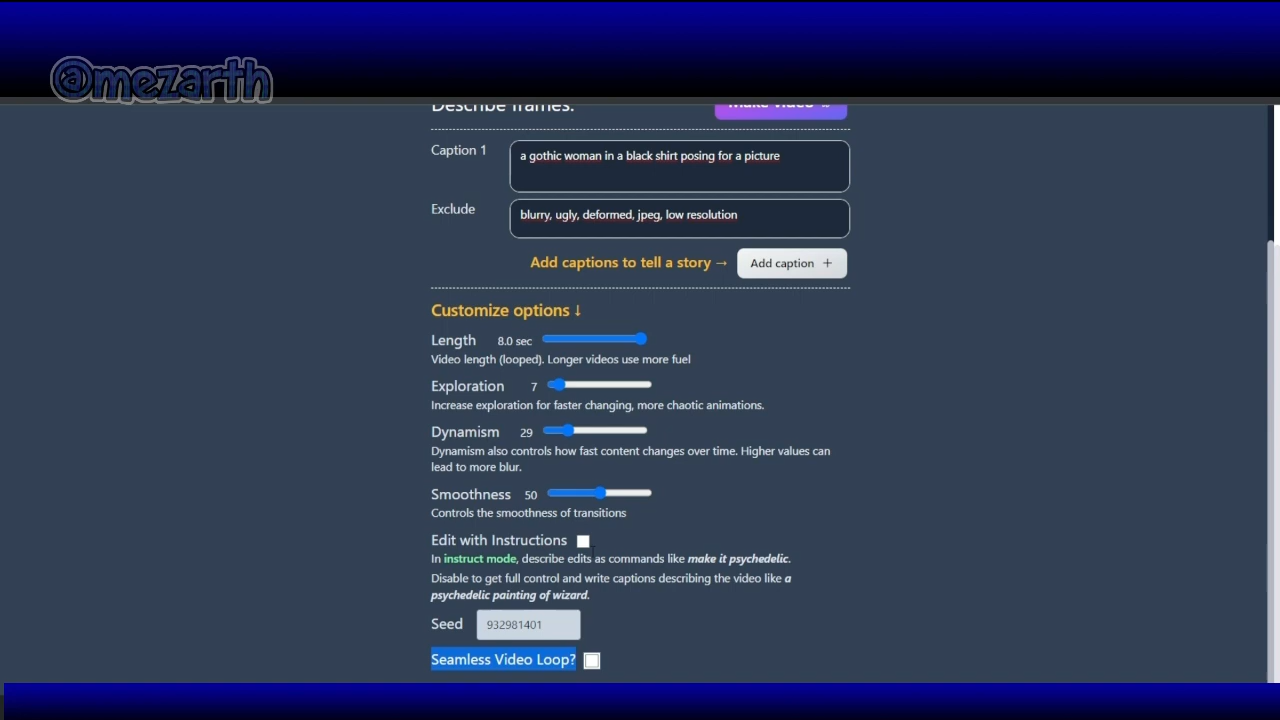 @mezarth
Describe frames:
Make video
Caption 1
a gothic woman in a black shirt posing for a picture
Exclude
blurry, ugly, deformed, jpeg, low resolution
Add captions to tell a story → Add caption +
Customize options ↓
Length 8.0 sec
Video length (looped). Longer videos use more fuel
Exploration 7
Increase exploration for faster changing, more chaotic animations.
Dynamism 29
Dynamism also controls how fast content changes over time. Higher values can
lead to more blur.
Smoothness 50
Controls the smoothness of transitions
Edit with Instructions
In instruct mode, describe edits as commands like make it psychedelic.
Disable to get full control and write captions describing the video like a
psychedelic painting of wizard.
Seed 932981401
Seamless Video Loop?